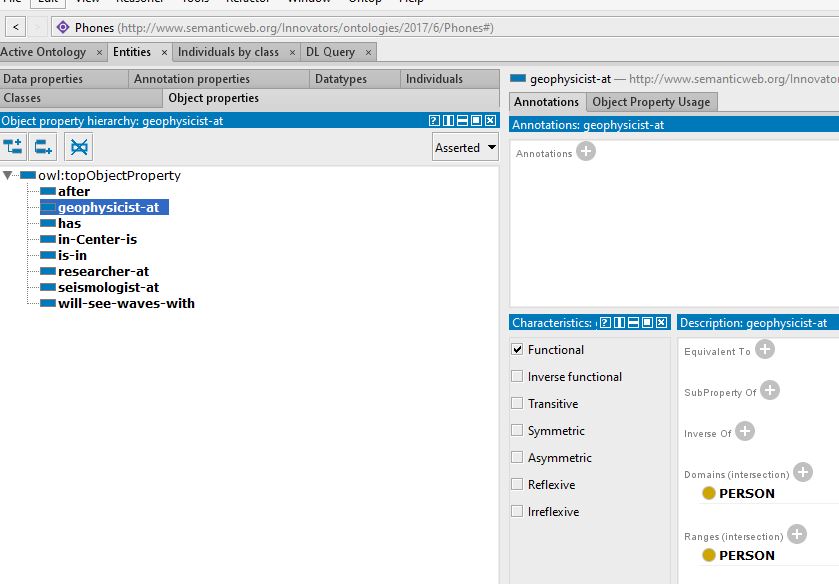 File Edit View Reasoner Tools Refactor Window Ontop Help
< > Phones (http://www.semanticweb.org/Innovators/ontologies/2017/6/Phones#)
Active Ontology × Entities × Individuals by class × DL Query ×
Data properties Annotation properties Datatypes Individuals
Classes Object properties
Object property hierarchy: geophysicist-at
Asserted
owl:topObjectProperty
after
geophysicist-at
has
in-Center-is
is-in
researcher-at
seismologist-at
will-see-waves-with
geophysicist-at — http://www.semanticweb.org/Innovator
Annotations Object Property Usage
Annotations: geophysicist-at
Annotations
Characteristics:
Functional
Inverse functional
Transitive
Symmetric
Asymmetric
Reflexive
Irreflexive
Description: geophysicist-at
Equivalent To
SubProperty Of
Inverse Of
Domains (intersection)
PERSON
Ranges (intersection)
PERSON